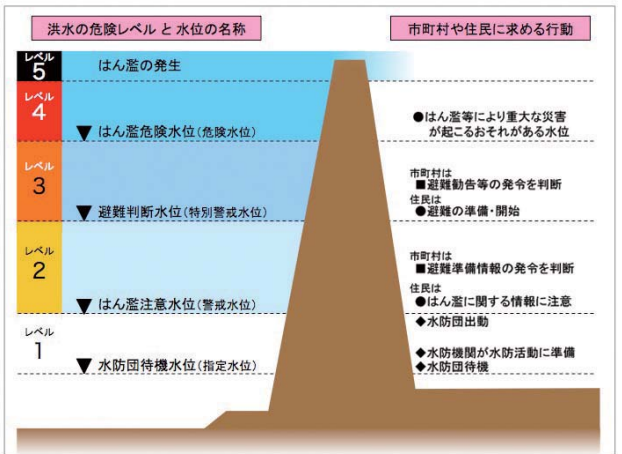 洪水の危険レベルと水位の名称
市町村や住民に求める行動
レベル
5
はん濫の発生
レベル
4
▼はん濫危険水位(危険水位)
●はん濫等により重大な災害
が起こるおそれがある水位
レベル
3
▼避難判断水位(特別警戒水位)
市町村は
■避難勧告等の発令を判断
住民は
●避難の準備・開始
レベル
2
▼はん濫注意水位(警戒水位)
市町村は
■避難準備情報の発令を判断
住民は
●はん濫に関する情報に注意
◆水防団出動
レベル
1
▼水防団待機水位(指定水位)
◆水防機関が水防活動に準備
◆水防団待機